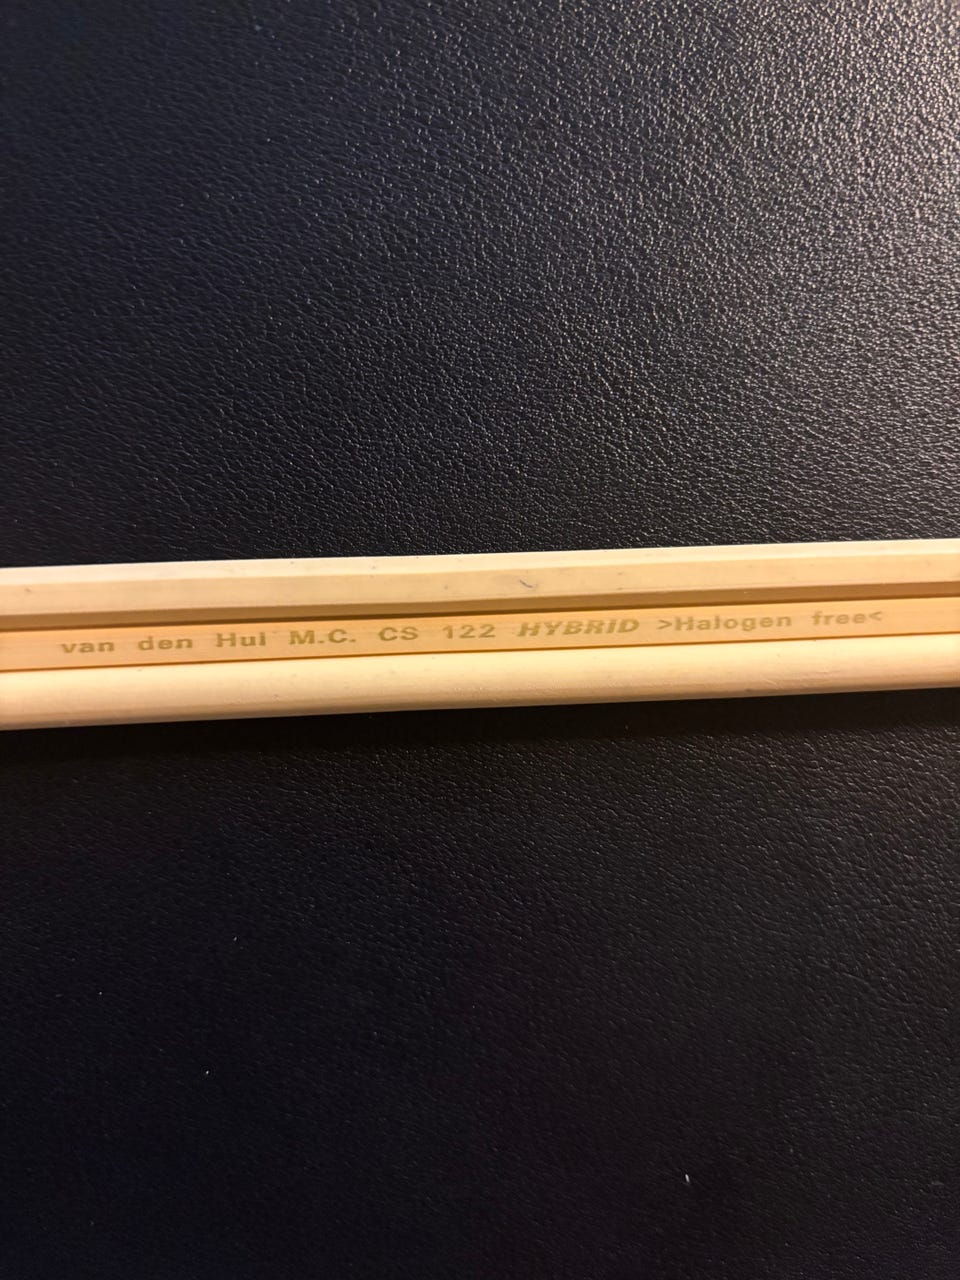 van den Hul M.C. CS 122 HYBRID >Halogen free<